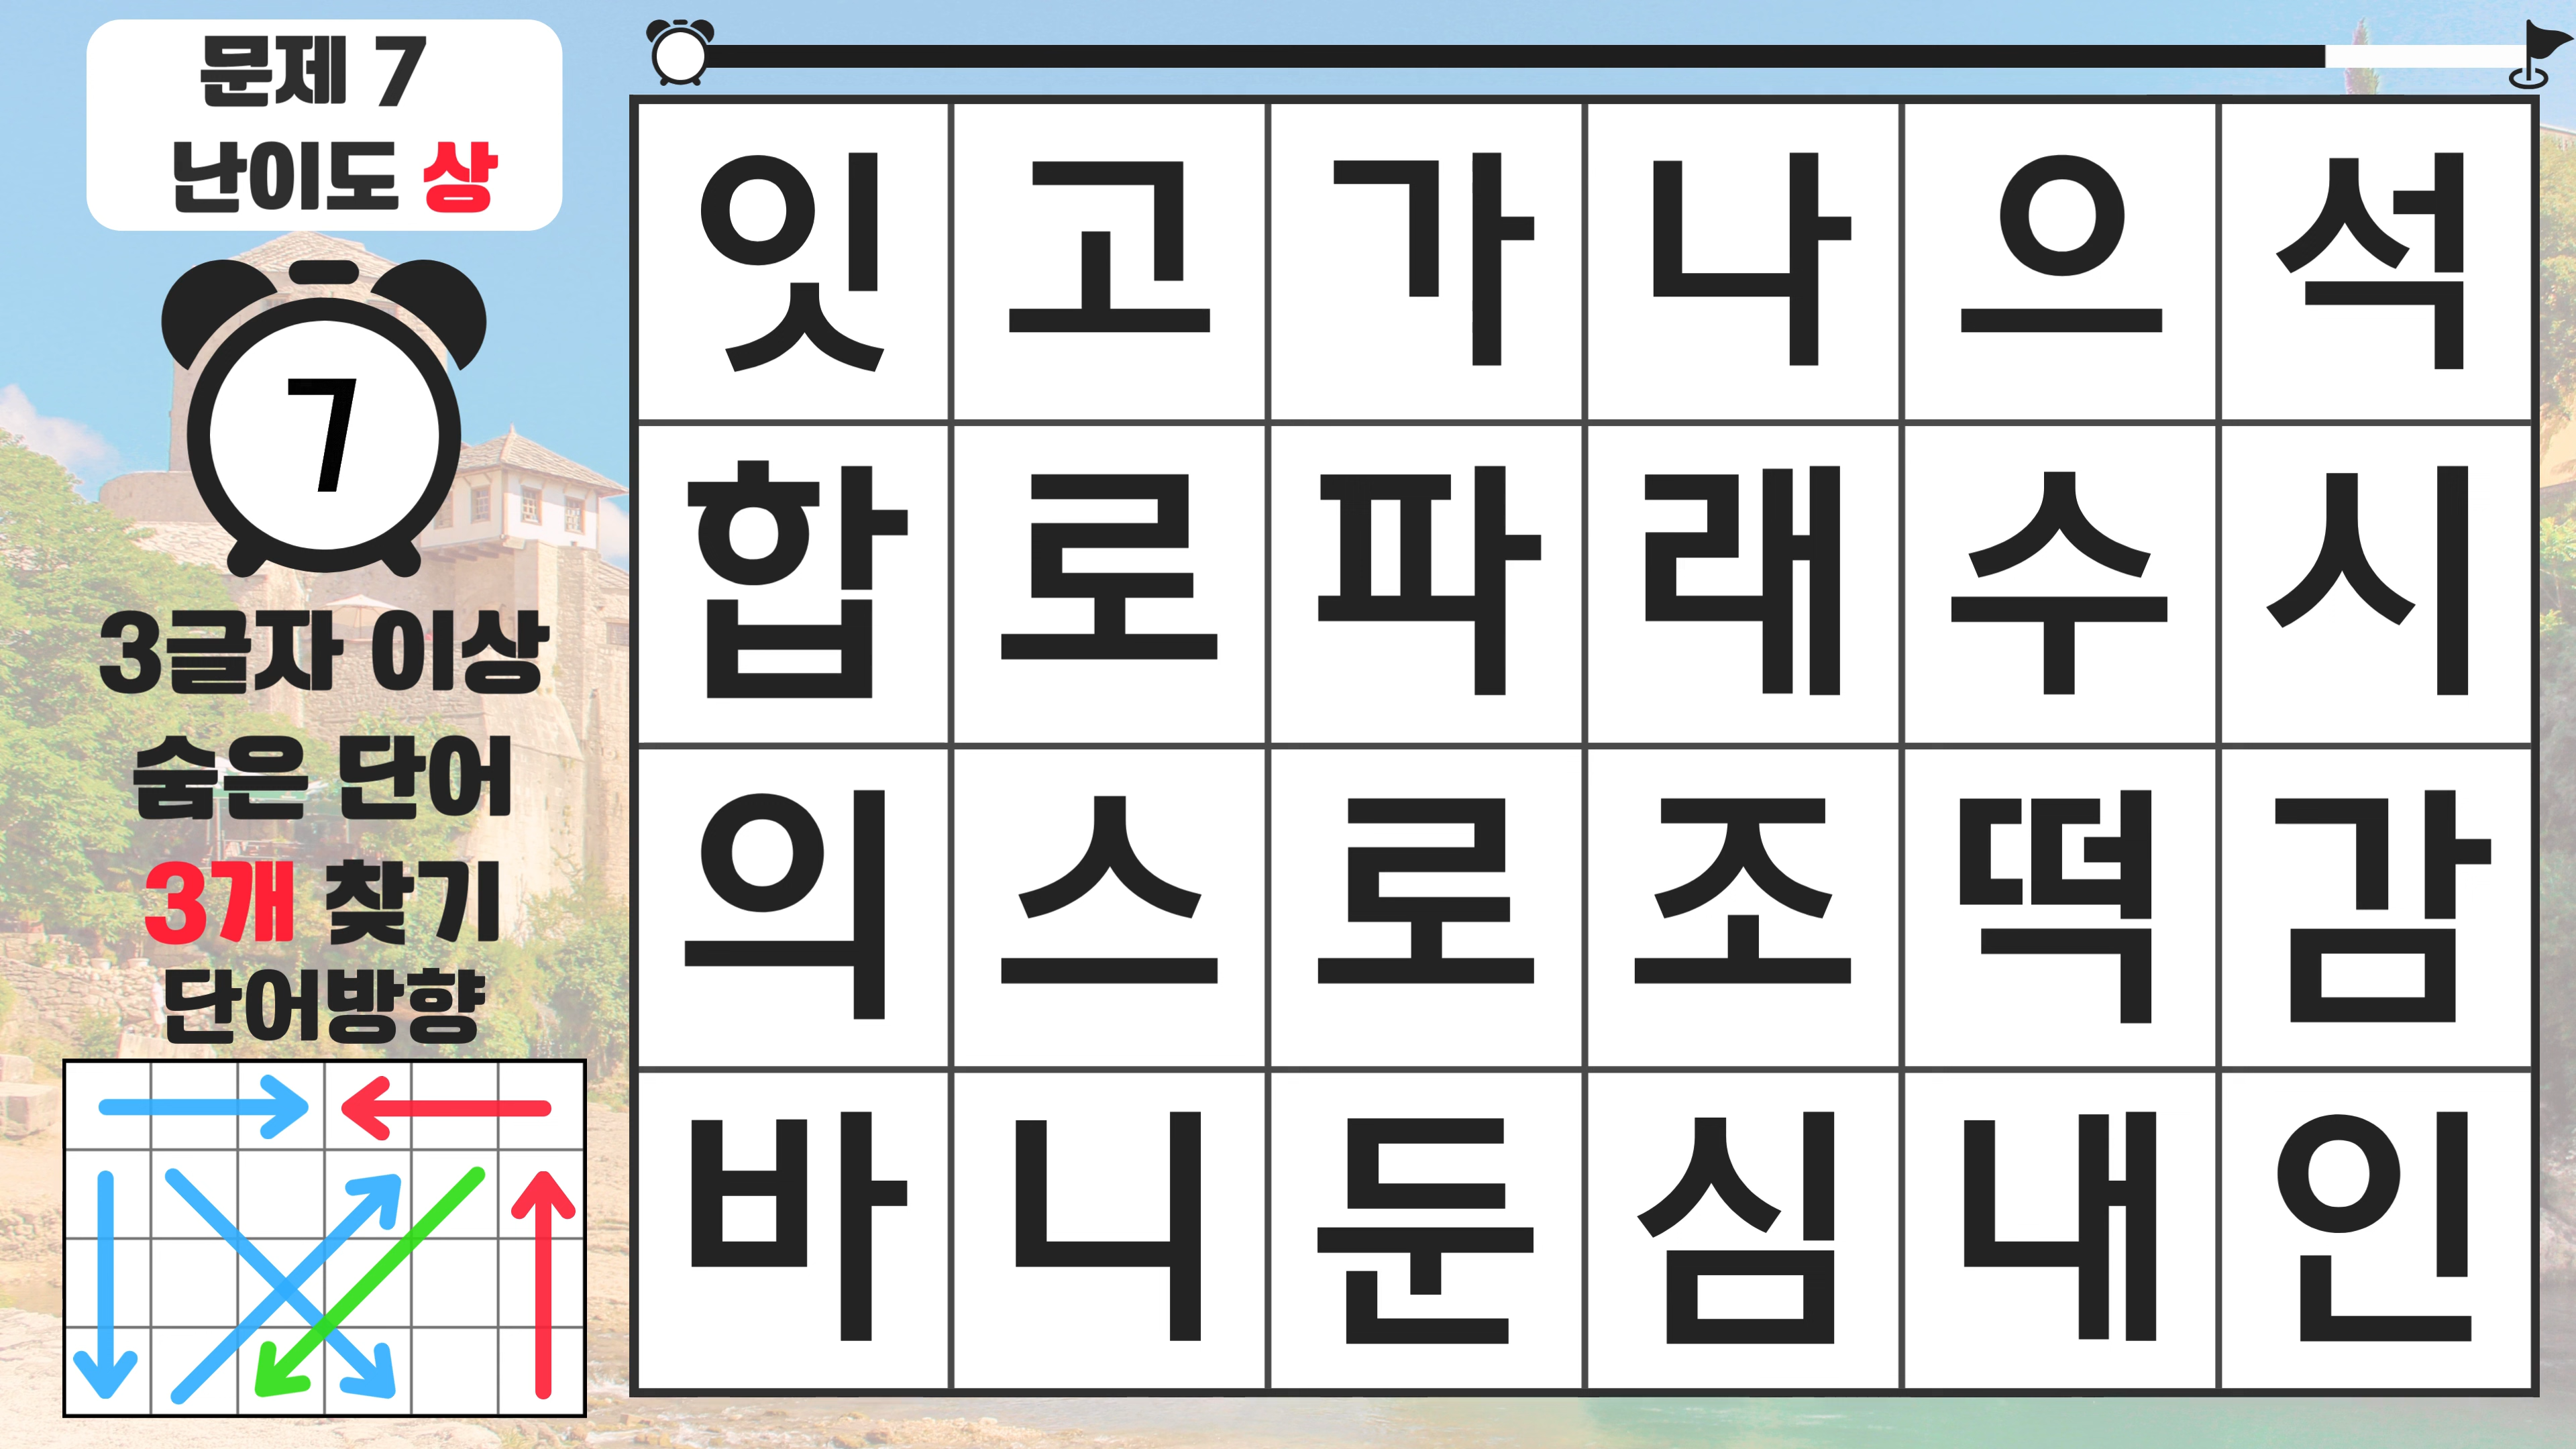 문제 7
난이도 상
7
3글자 이상
숨은 단어
3개 찾기
단어방향
잇 고 가 나 으 석
합 로 파 래 수 시
의 스 로 조 떡 감
바 니 둔 심 내 인